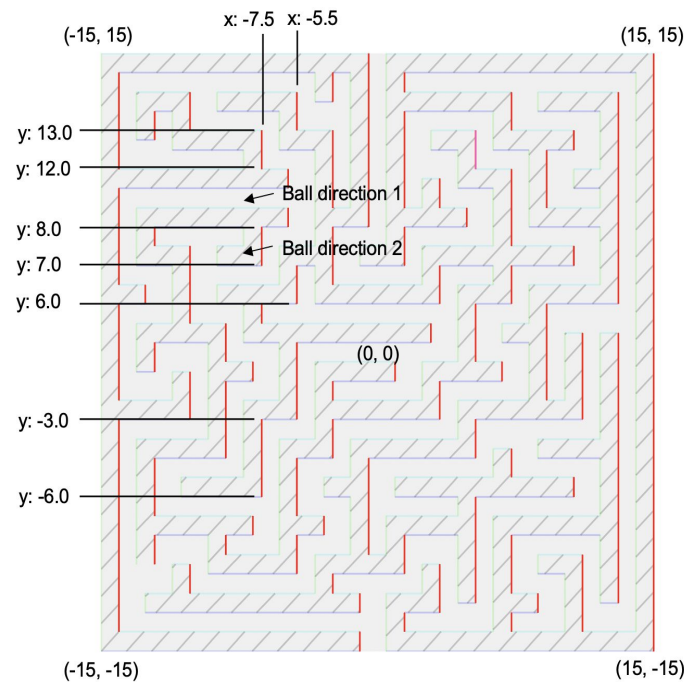 x: -7.5 x: -5.5
(-15, 15)
(15, 15)
y: 13.0
y: 12.0
Ball direction 1
y: 8.0
Ball direction 2
y: 7.0
y: 6.0
(0, 0)
y: -3.0
y: -6.0
(-15, -15)
(15, -15)